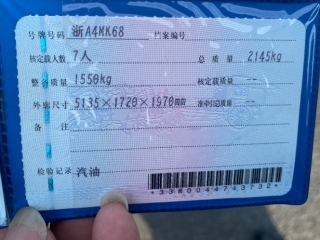 号牌号码 浙A4MK68 档案编号
核定载人数 7人 总质量 2145kg
整备质量 1550kg 核定载质量 --
外廓尺寸 5135×1720×1970mm 准牵引总质量 --
备注
检验记录 汽油
*3380044743732*